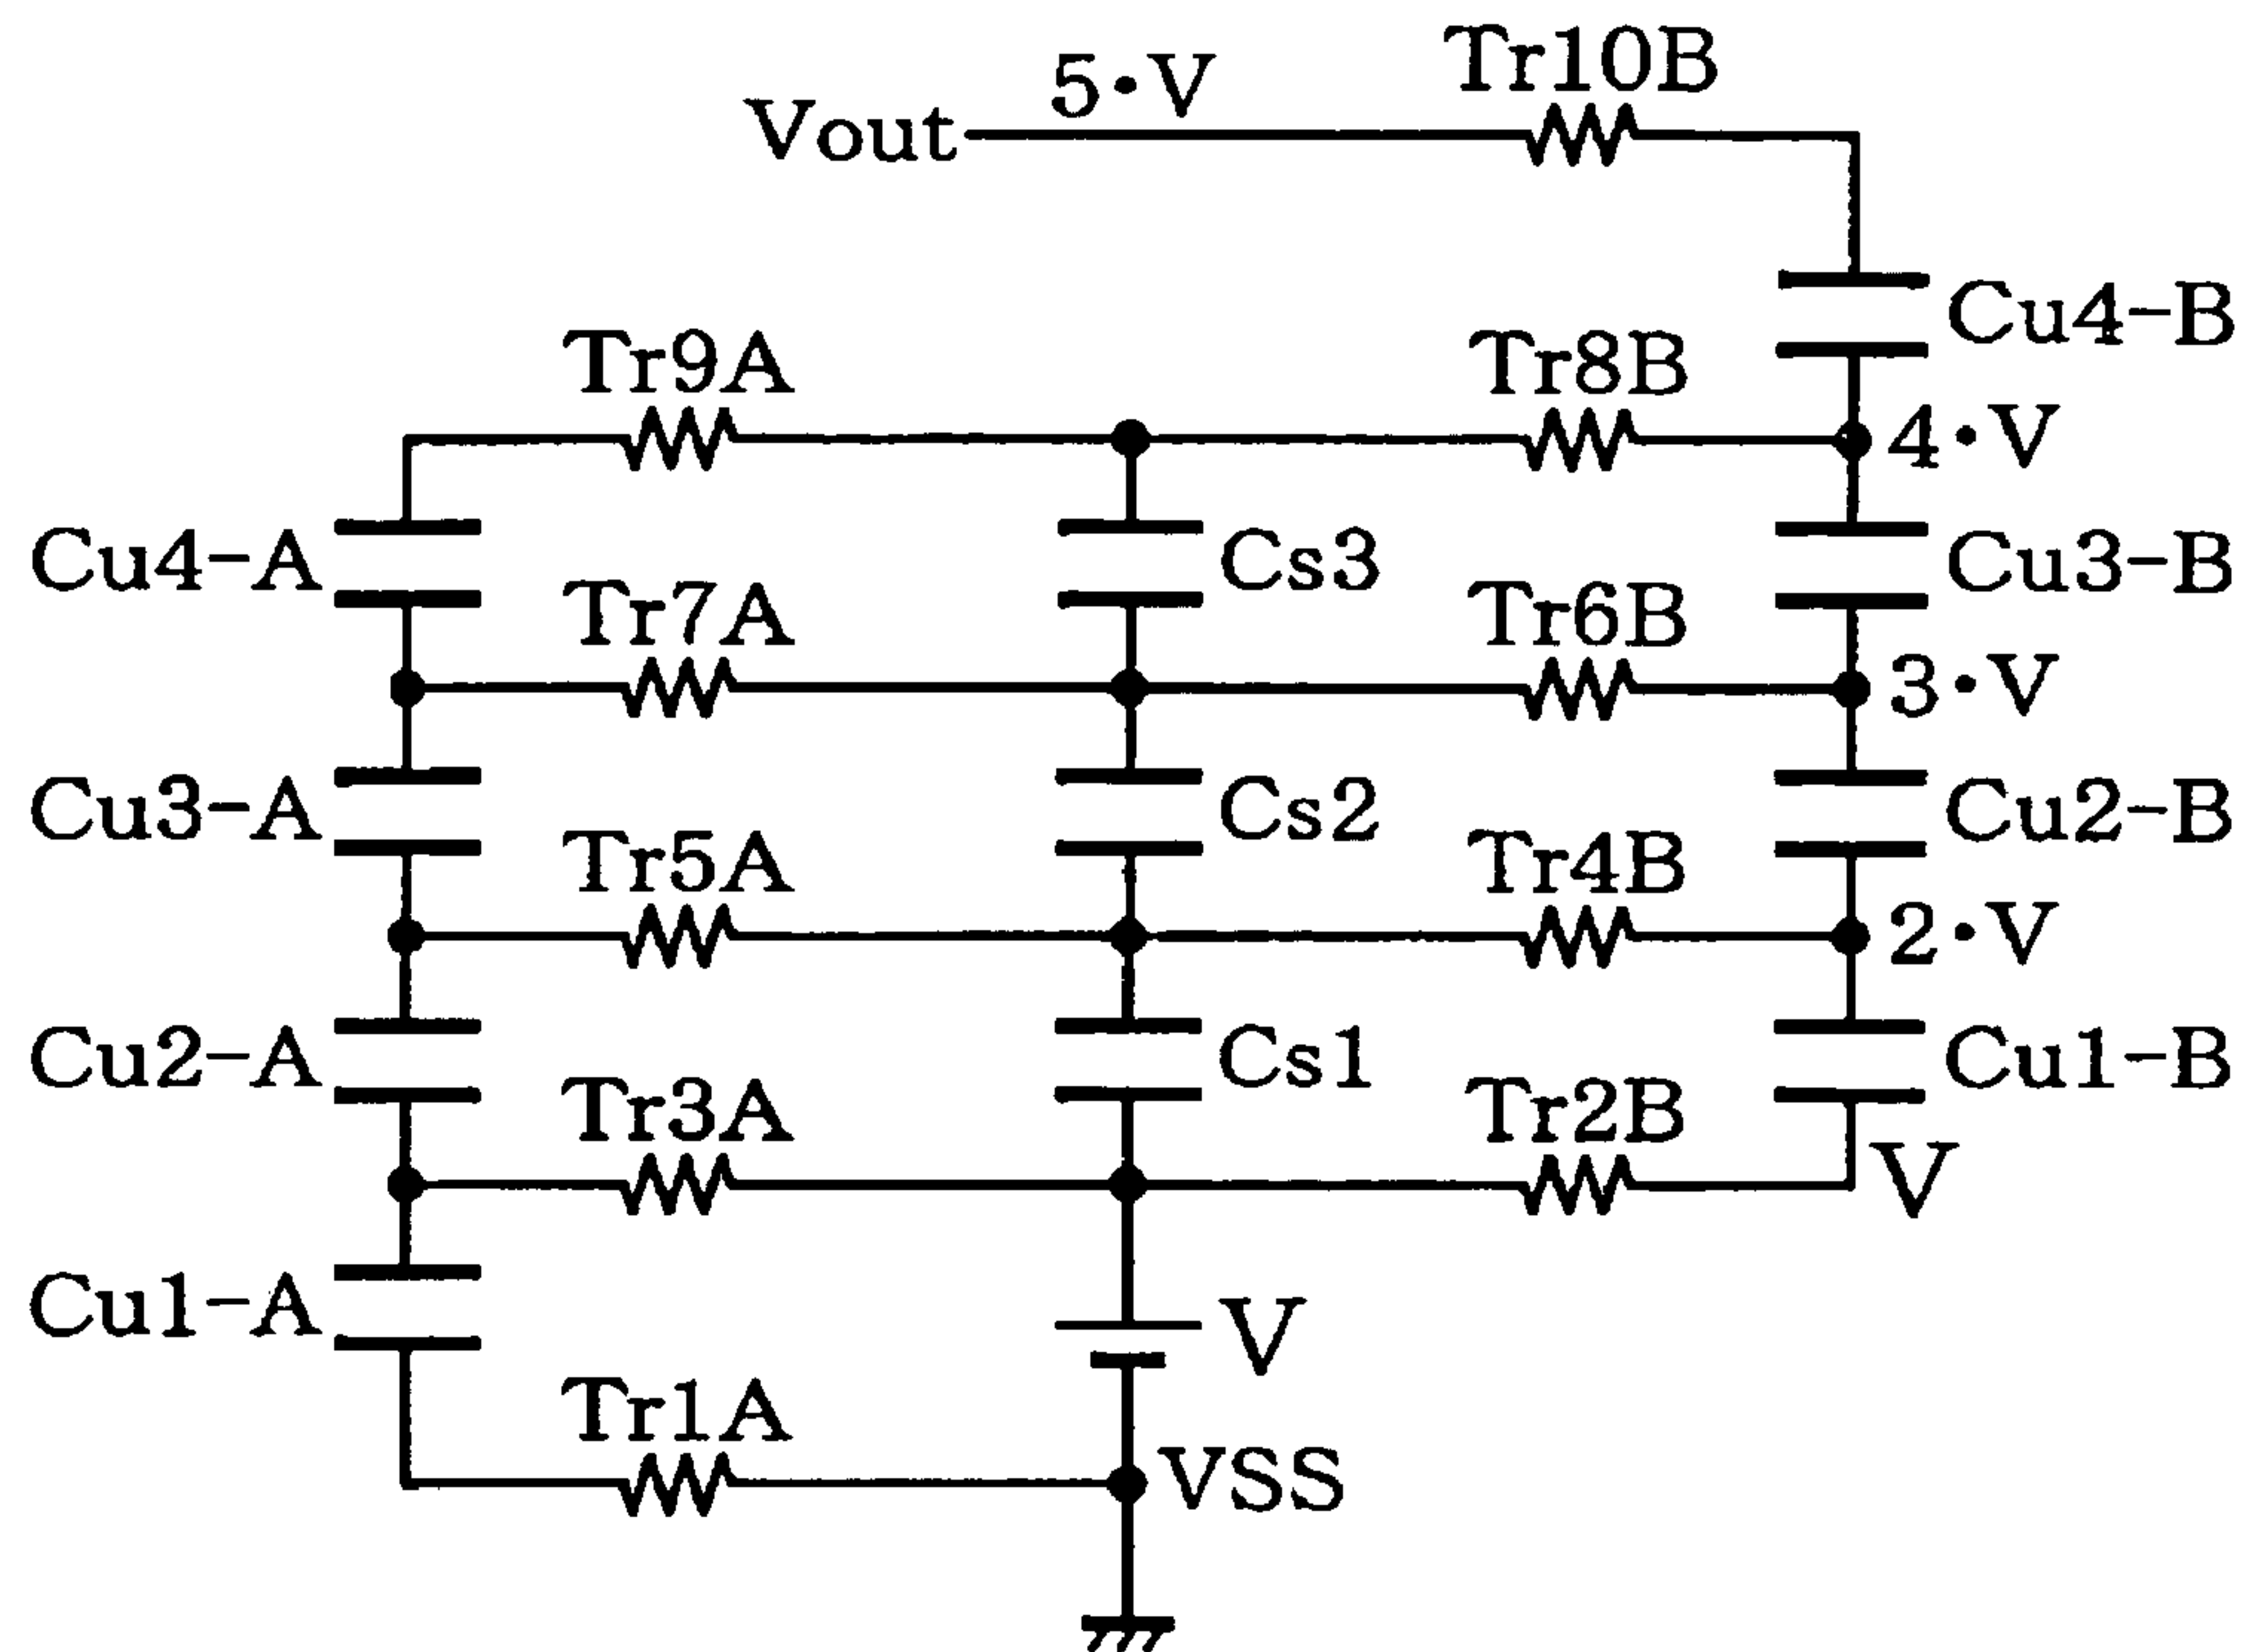 Tr10B
5·V
Vout
Cu4-B
Tr9A
Tr8B
4·V
Cu4-A
Cs3
Cu3-B
Tr7A
Tr6B
3·V
Cu3-A
Cs2
Cu2-B
Tr5A
Tr4B
2·V
Cu2-A
Cs1
Cu1-B
Tr3A
Tr2B
V
Cu1-A
V
Tr1A
VSS